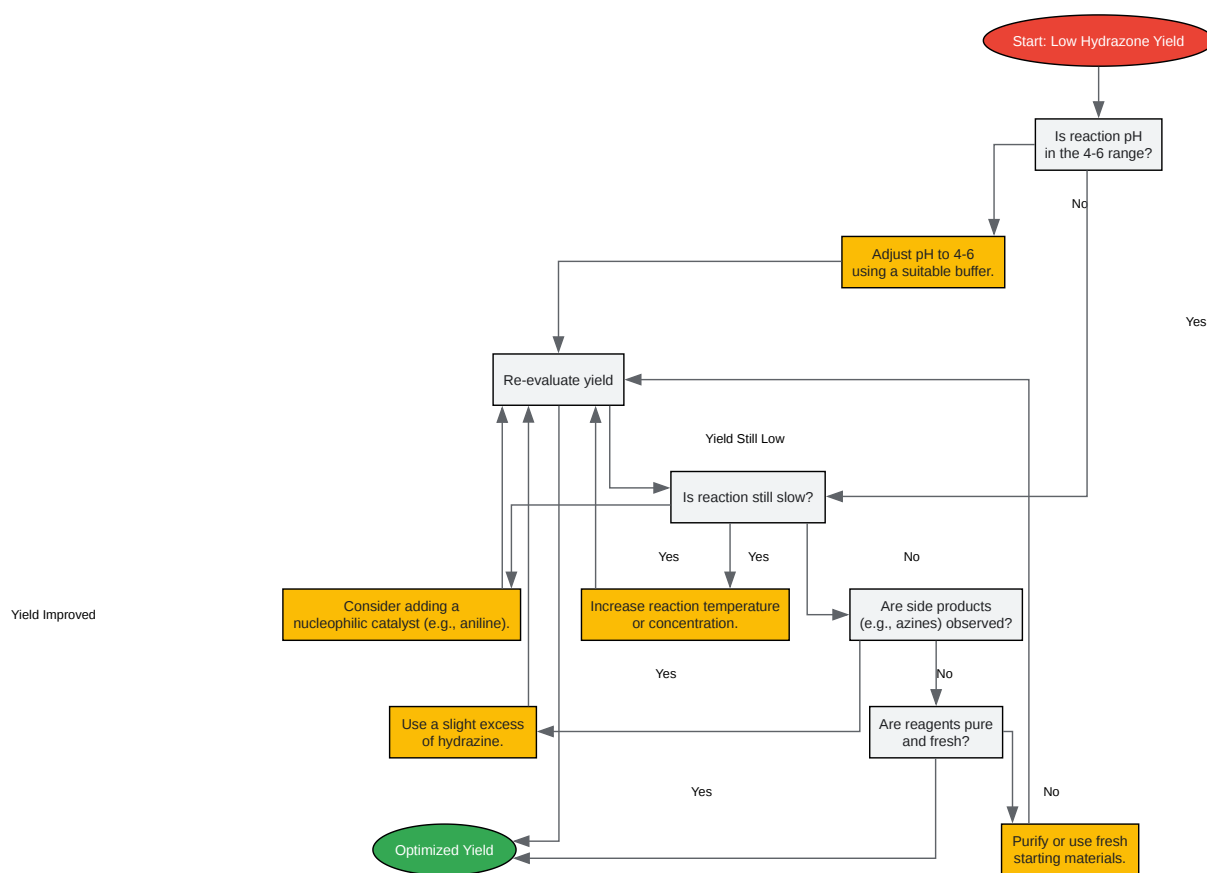 Start: Low Hydrazone Yield
Is reaction pH
in the 4-6 range?
No
Adjust pH to 4-6
using a suitable buffer.
Yes
Re-evaluate yield
Yield Still Low
Is reaction still slow?
Yes
Yes
No
Consider adding a
nucleophilic catalyst (e.g., aniline).
Increase reaction temperature
or concentration.
Are side products
(e.g., azines) observed?
Yield Improved
Yes
No
Use a slight excess
of hydrazine.
Are reagents pure
and fresh?
Yes
No
Optimized Yield
Purify or use fresh
starting materials.